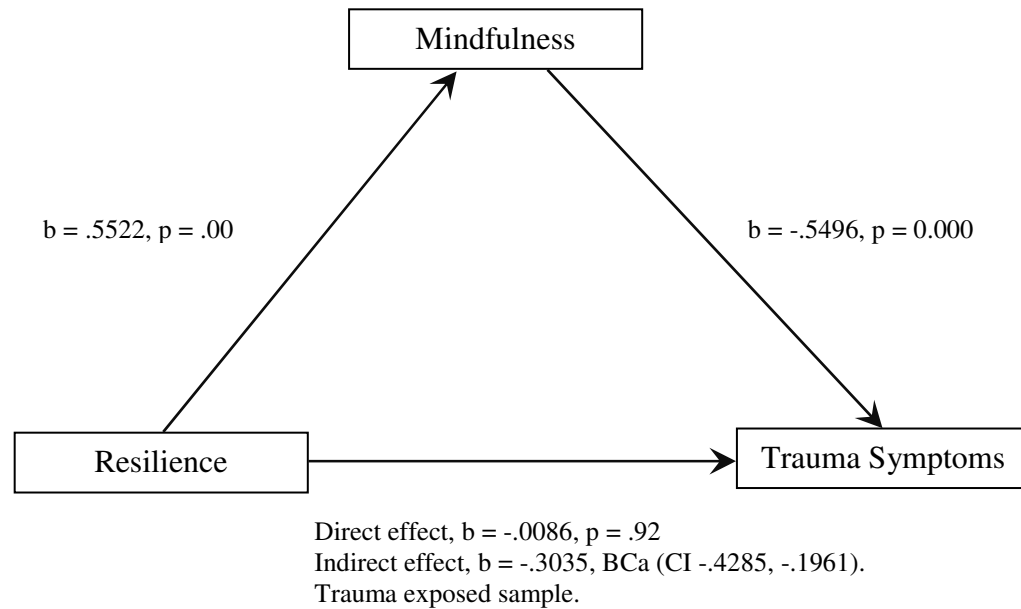 Mindfulness
b = .5522, p = .00
b = -.5496, p = 0.000
Resilience
Trauma Symptoms
Direct effect, b = -.0086, p = .92
Indirect effect, b = -.3035, BCa (CI -.4285, -.1961).
Trauma exposed sample.